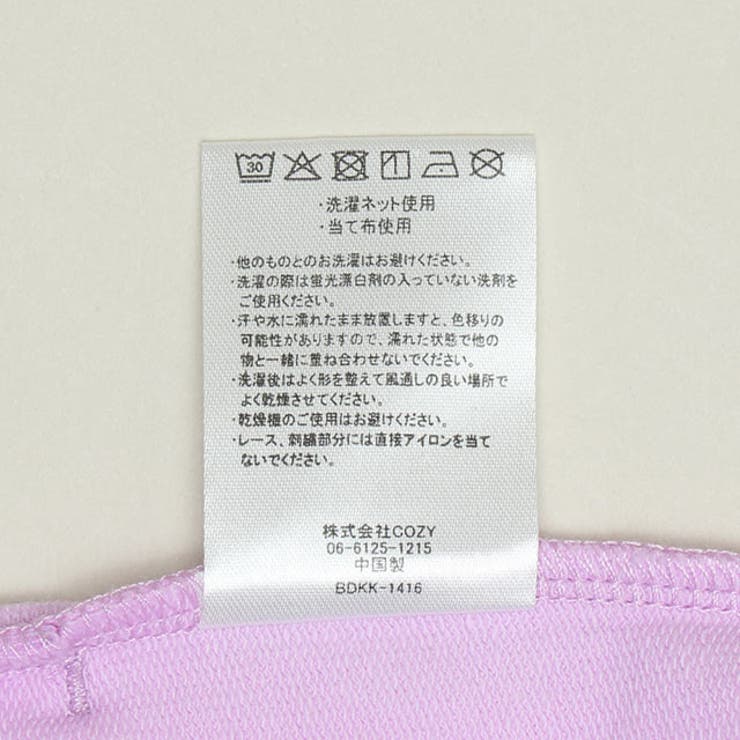 30
・洗濯ネット使用
・当て布使用
・他のものとのお洗濯はお避けください。
・洗濯の際は蛍光漂白剤の入っていない洗剤を
ご使用ください。
・汗や水に濡れたまま放置しますと、色移りの
可能性がありますので、濡れた状態で他の
物と一緒に重ね合わせないでください。
・洗濯後はよく形を整えて風通しの良い場所で
よく乾燥させてください。
・乾燥機のご使用はお避けください。
・レース、刺繍部分には直接アイロンを当て
ないでください。
株式会社COZY
06-6125-1215
中国製
BDKK-1416